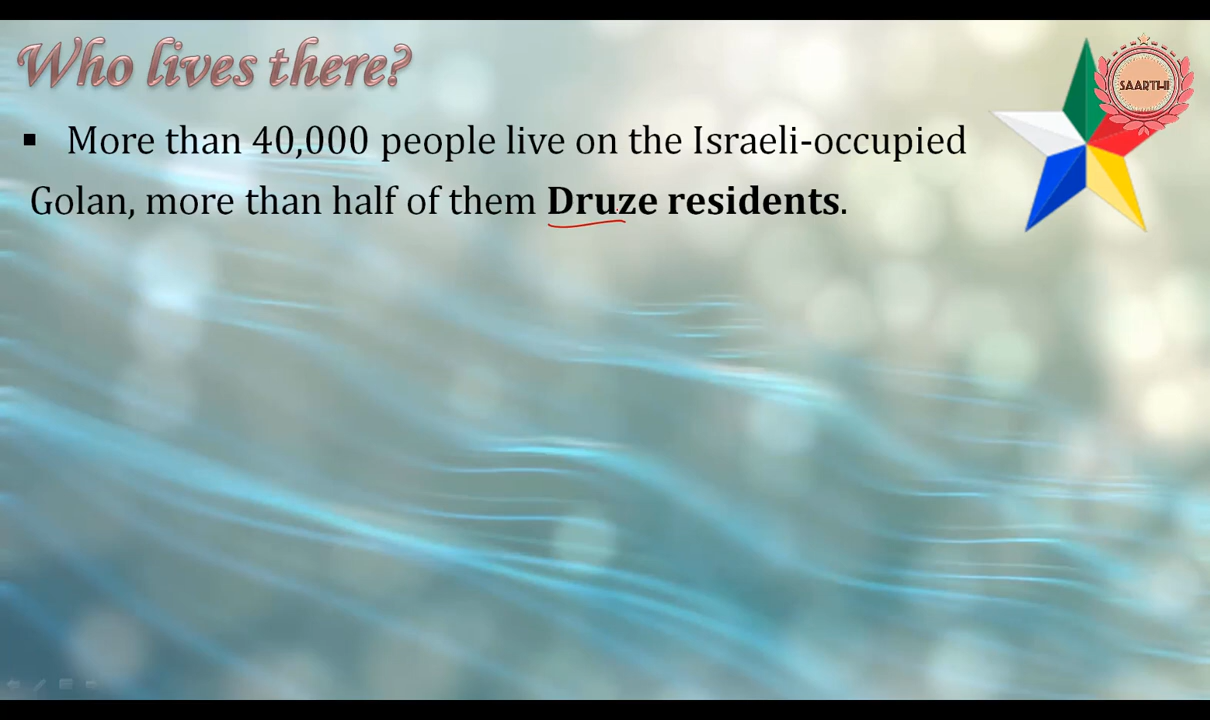 Who lives there?
SAARTHI
▪ More than 40,000 people live on the Israeli-occupied
Golan, more than half of them Druze residents.